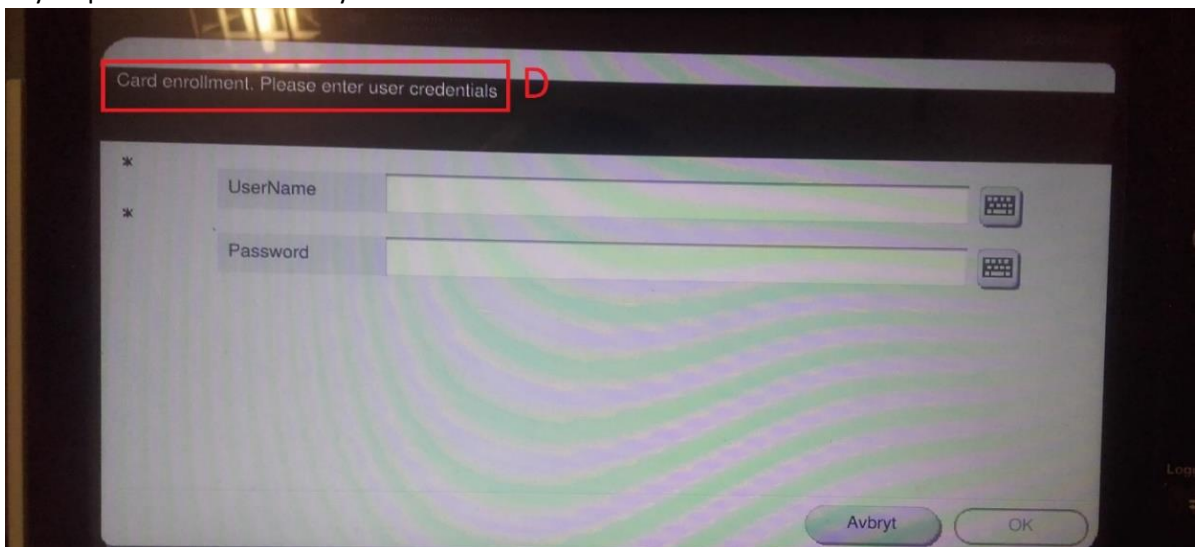 Card enrollment. Please enter user credentials D
*
UserName
*
Password
Avbryt OK